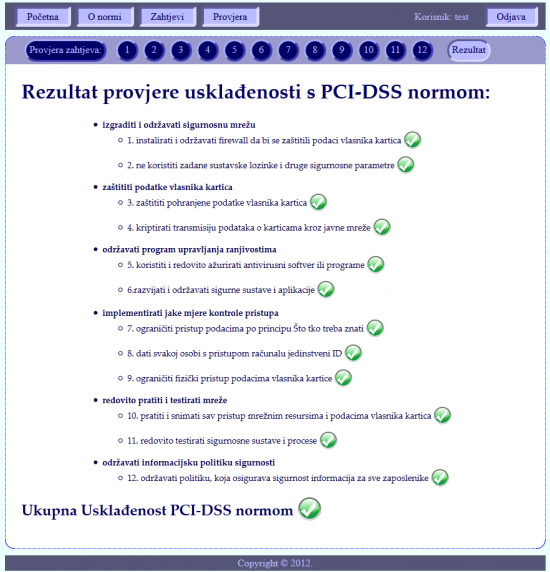 Početna O normi Zahtjevi Provjera Korisnik: test Odjava
Provjera zahtjeva: 1 2 3 4 5 6 7 8 9 10 11 12 Rezultat
Rezultat provjere usklađenosti s PCI-DSS normom:
izgraditi i održavati sigurnosnu mrežu
1. instalirati i održavati firewall da bi se zaštitili podaci vlasnika kartica
2. ne koristiti zadane sustavske lozinke i druge sigurnosne parametre
zaštititi podatke vlasnika kartica
3. zaštititi pohranjene podatke vlasnika kartica
4. kriptirati transmisiju podataka o karticama kroz javne mreže
održavati program upravljanja ranjivostima
5. koristiti i redovito ažurirati antivirusni softver ili programe
6.razvijati i održavati sigurne sustave i aplikacije
implementirati jake mjere kontrole pristupa
7. ograničiti pristup podacima po principu Što tko treba znati
8. dati svakoj osobi s pristupom računalu jedinstveni ID
9. ograničiti fizički pristup podacima vlasnika kartice
redovito pratiti i testirati mreže
10. pratiti i snimati sav pristup mrežnim resursima i podacima vlasnika kartica
11. redovito testirati sigurnosne sustave i procese
održavati informacijsku politiku sigurnosti
12. održavati politiku, koja osigurava sigurnost informacija za sve zaposlenike
Ukupna Usklađenost PCI-DSS normom
Copyright © 2012.